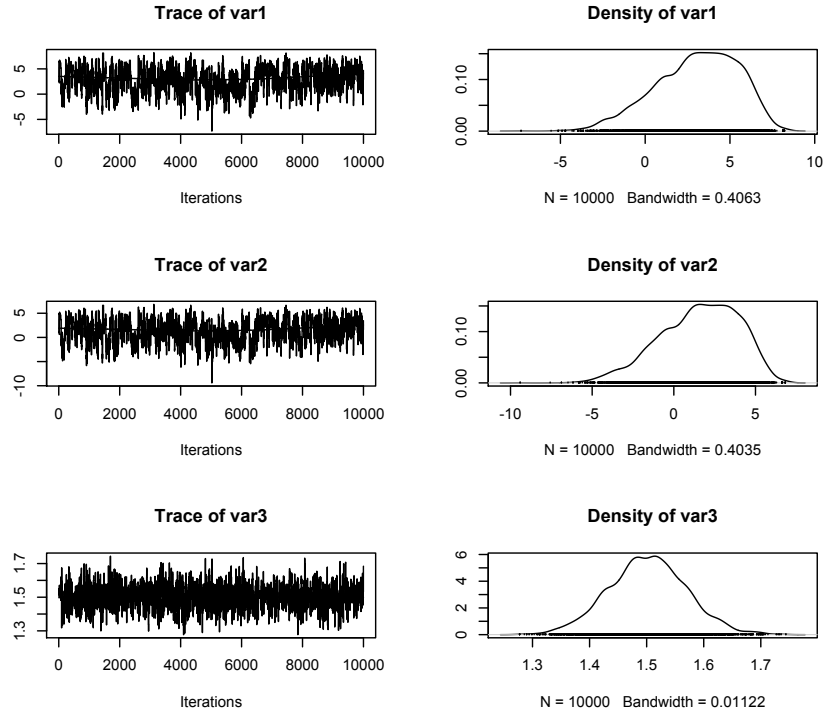 Trace of var1
5
0
-5
0 2000 4000 6000 8000 10000
Iterations
Density of var1
0.10
0.00
-5 0 5 10
N = 10000 Bandwidth = 0.4063
Trace of var2
5
0
-10
0 2000 4000 6000 8000 10000
Iterations
Density of var2
0.10
0.00
-10 -5 0 5
N = 10000 Bandwidth = 0.4035
Trace of var3
1.7
1.5
1.3
0 2000 4000 6000 8000 10000
Iterations
Density of var3
6
4
2
0
1.3 1.4 1.5 1.6 1.7
N = 10000 Bandwidth = 0.01122